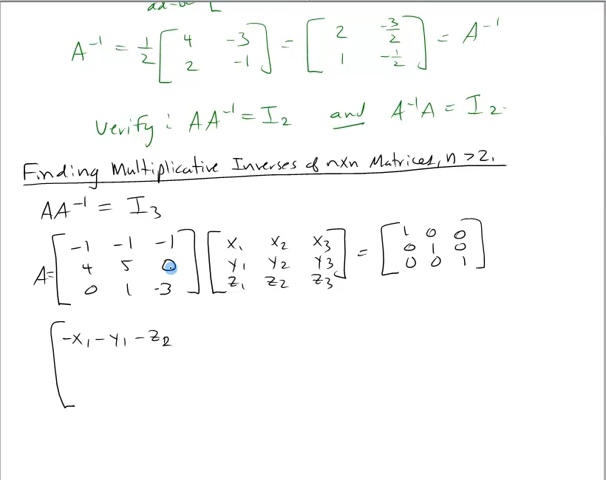 ad-b
A⁻¹ = 1/2 [ 4 -3 = [ 2 -3/2 = A⁻¹
2 -1 ] 1 -1/2 ]
Verify: AA⁻¹ = I₂ and A⁻¹A = I₂.
Finding Multiplicative Inverses of nxn Matrices, n > 2.
AA⁻¹ = I₃
A = [ -1 -1 -1 [ x₁ x₂ x₃ = [ 1 0 0
4 5 0 y₁ y₂ y₃ 0 1 0
0 1 -3 ] z₁ z₂ z₃ ] 0 0 1 ]
[ -x₁ - y₁ - z₂